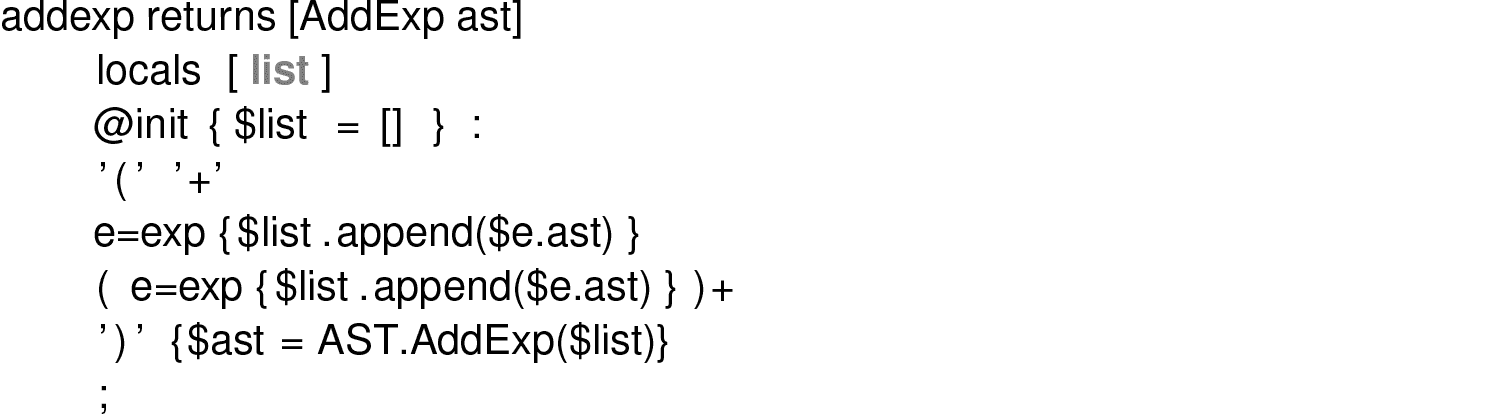 addexp returns [AddExp ast]
locals [ list ]
@init { $list = [] } :
'(' '+'
e=exp {$list.append($e.ast) }
( e=exp {$list.append($e.ast) } )+
')' {$ast = AST.AddExp($list)}
;